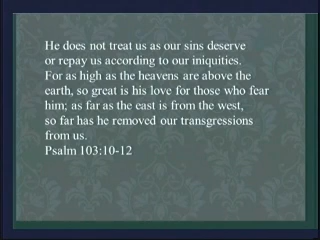 He does not treat us as our sins deserve
or repay us according to our iniquities.
For as high as the heavens are above the
earth, so great is his love for those who fear
him; as far as the east is from the west,
so far has he removed our transgressions
from us.
Psalm 103:10-12